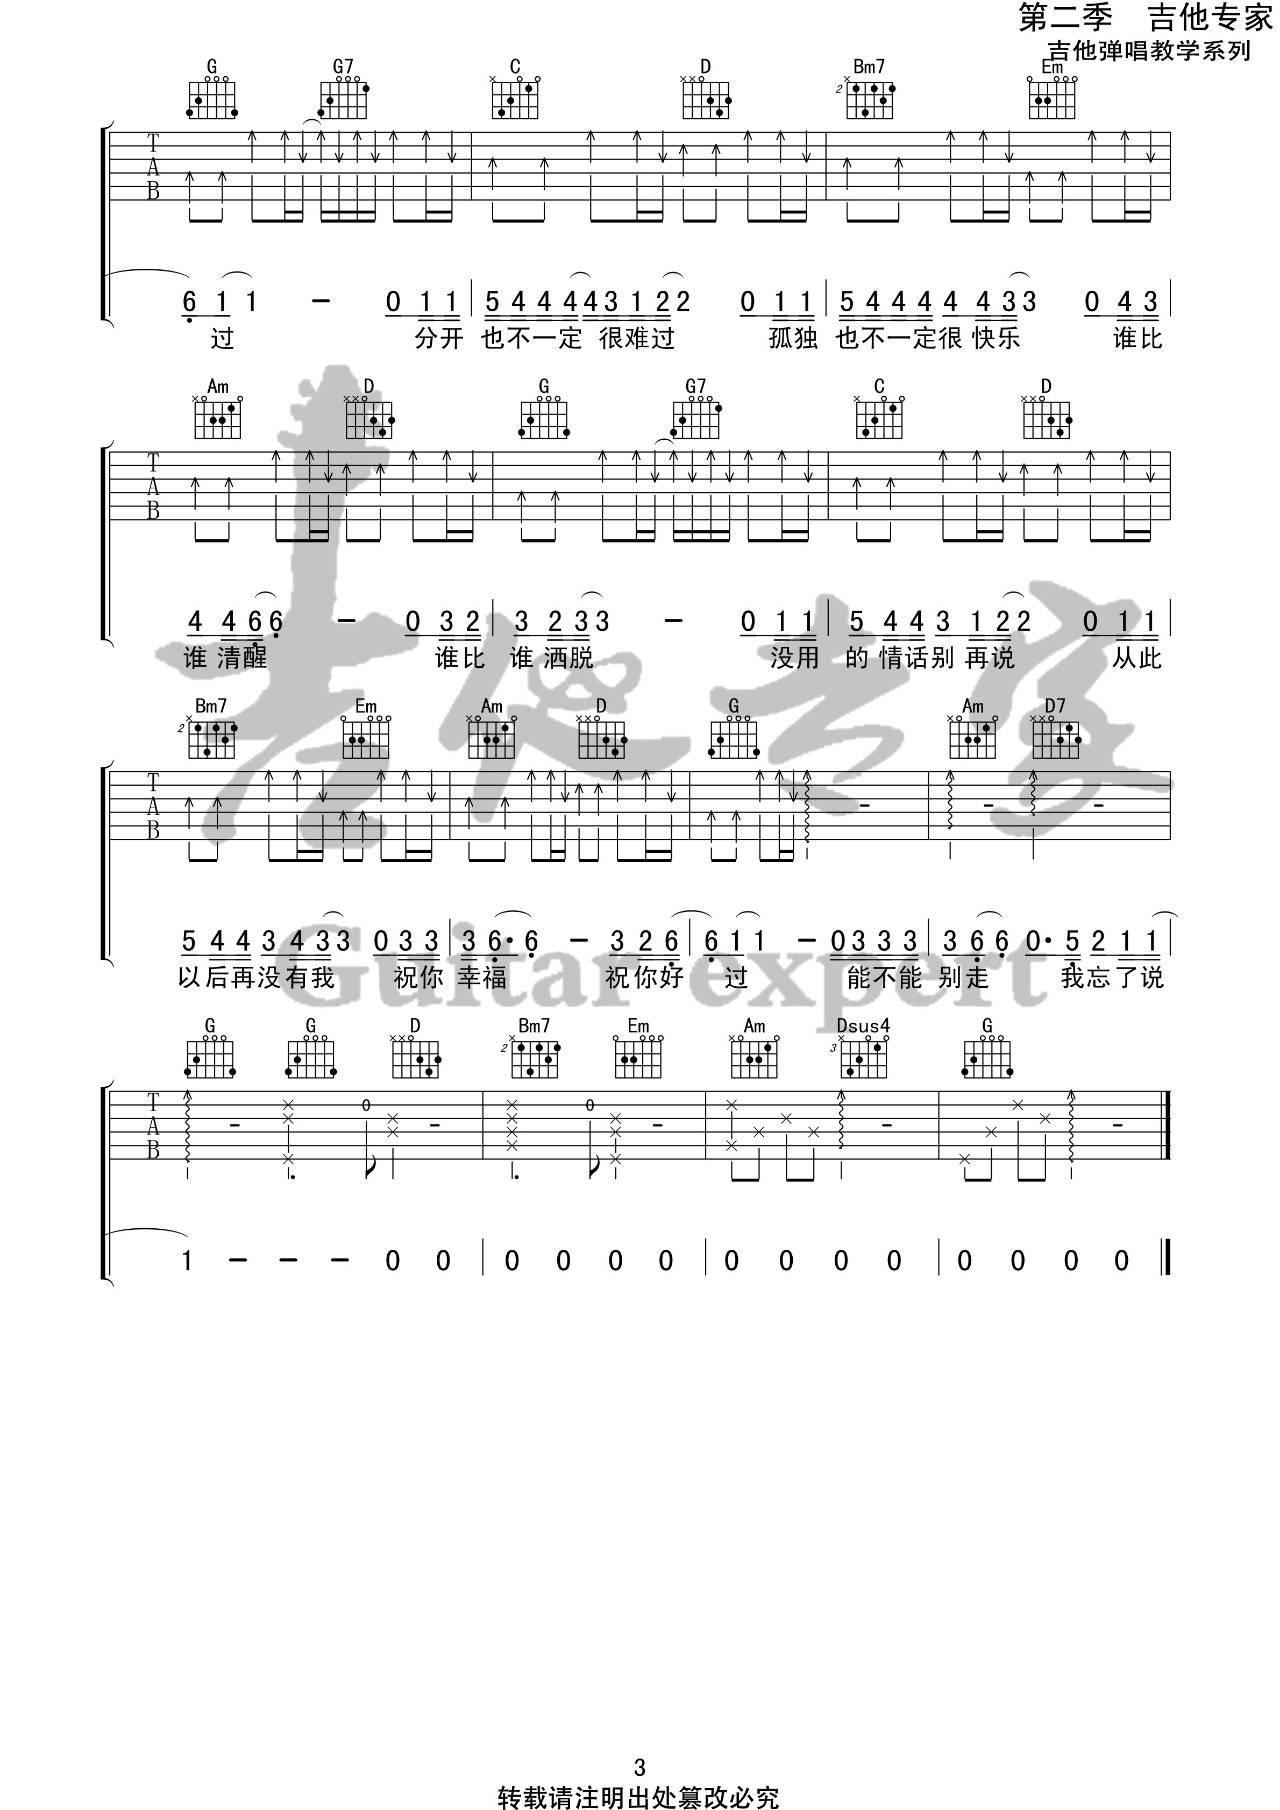 第二季 吉他专家
吉他弹唱教学系列
G G7 C D Bm7 Em
2
T
A
B
6 1 1 - 0 1 1 5 4 4 4 4 3 1 2 2 0 1 1 5 4 4 4 4 4 3 3 0 4 3
过 分开 也不一定 很难过 孤独 也不一定很 快乐 谁比
Am D G G7 C D
T
A
B
4 4 6 6 - 0 3 2 3 2 3 3 - 0 1 1 5 4 4 3 1 2 2 0 1 1
谁 清醒 谁比 谁 洒脱 没用 的 情话别 再说 从此
Bm7 Em Am D G Am D7
2
T
A
B
5 4 4 3 4 3 3 0 3 3 3 6· 6 - 3 2 6 6 1 1 - 0 3 3 3 3 6 6 0· 5 2 1 1
以后再没有我 祝你 幸福 祝你好 过 能不能 别走 我忘了说
吉他专家
Guitar expert
G G D Bm7 Em Am Dsus4 G
2 3
T
A
B
0 0
1 - - - 0 0 0 0 0 0 0 0 0 0 0 0 0 0
3
转载请注明出处篡改必究